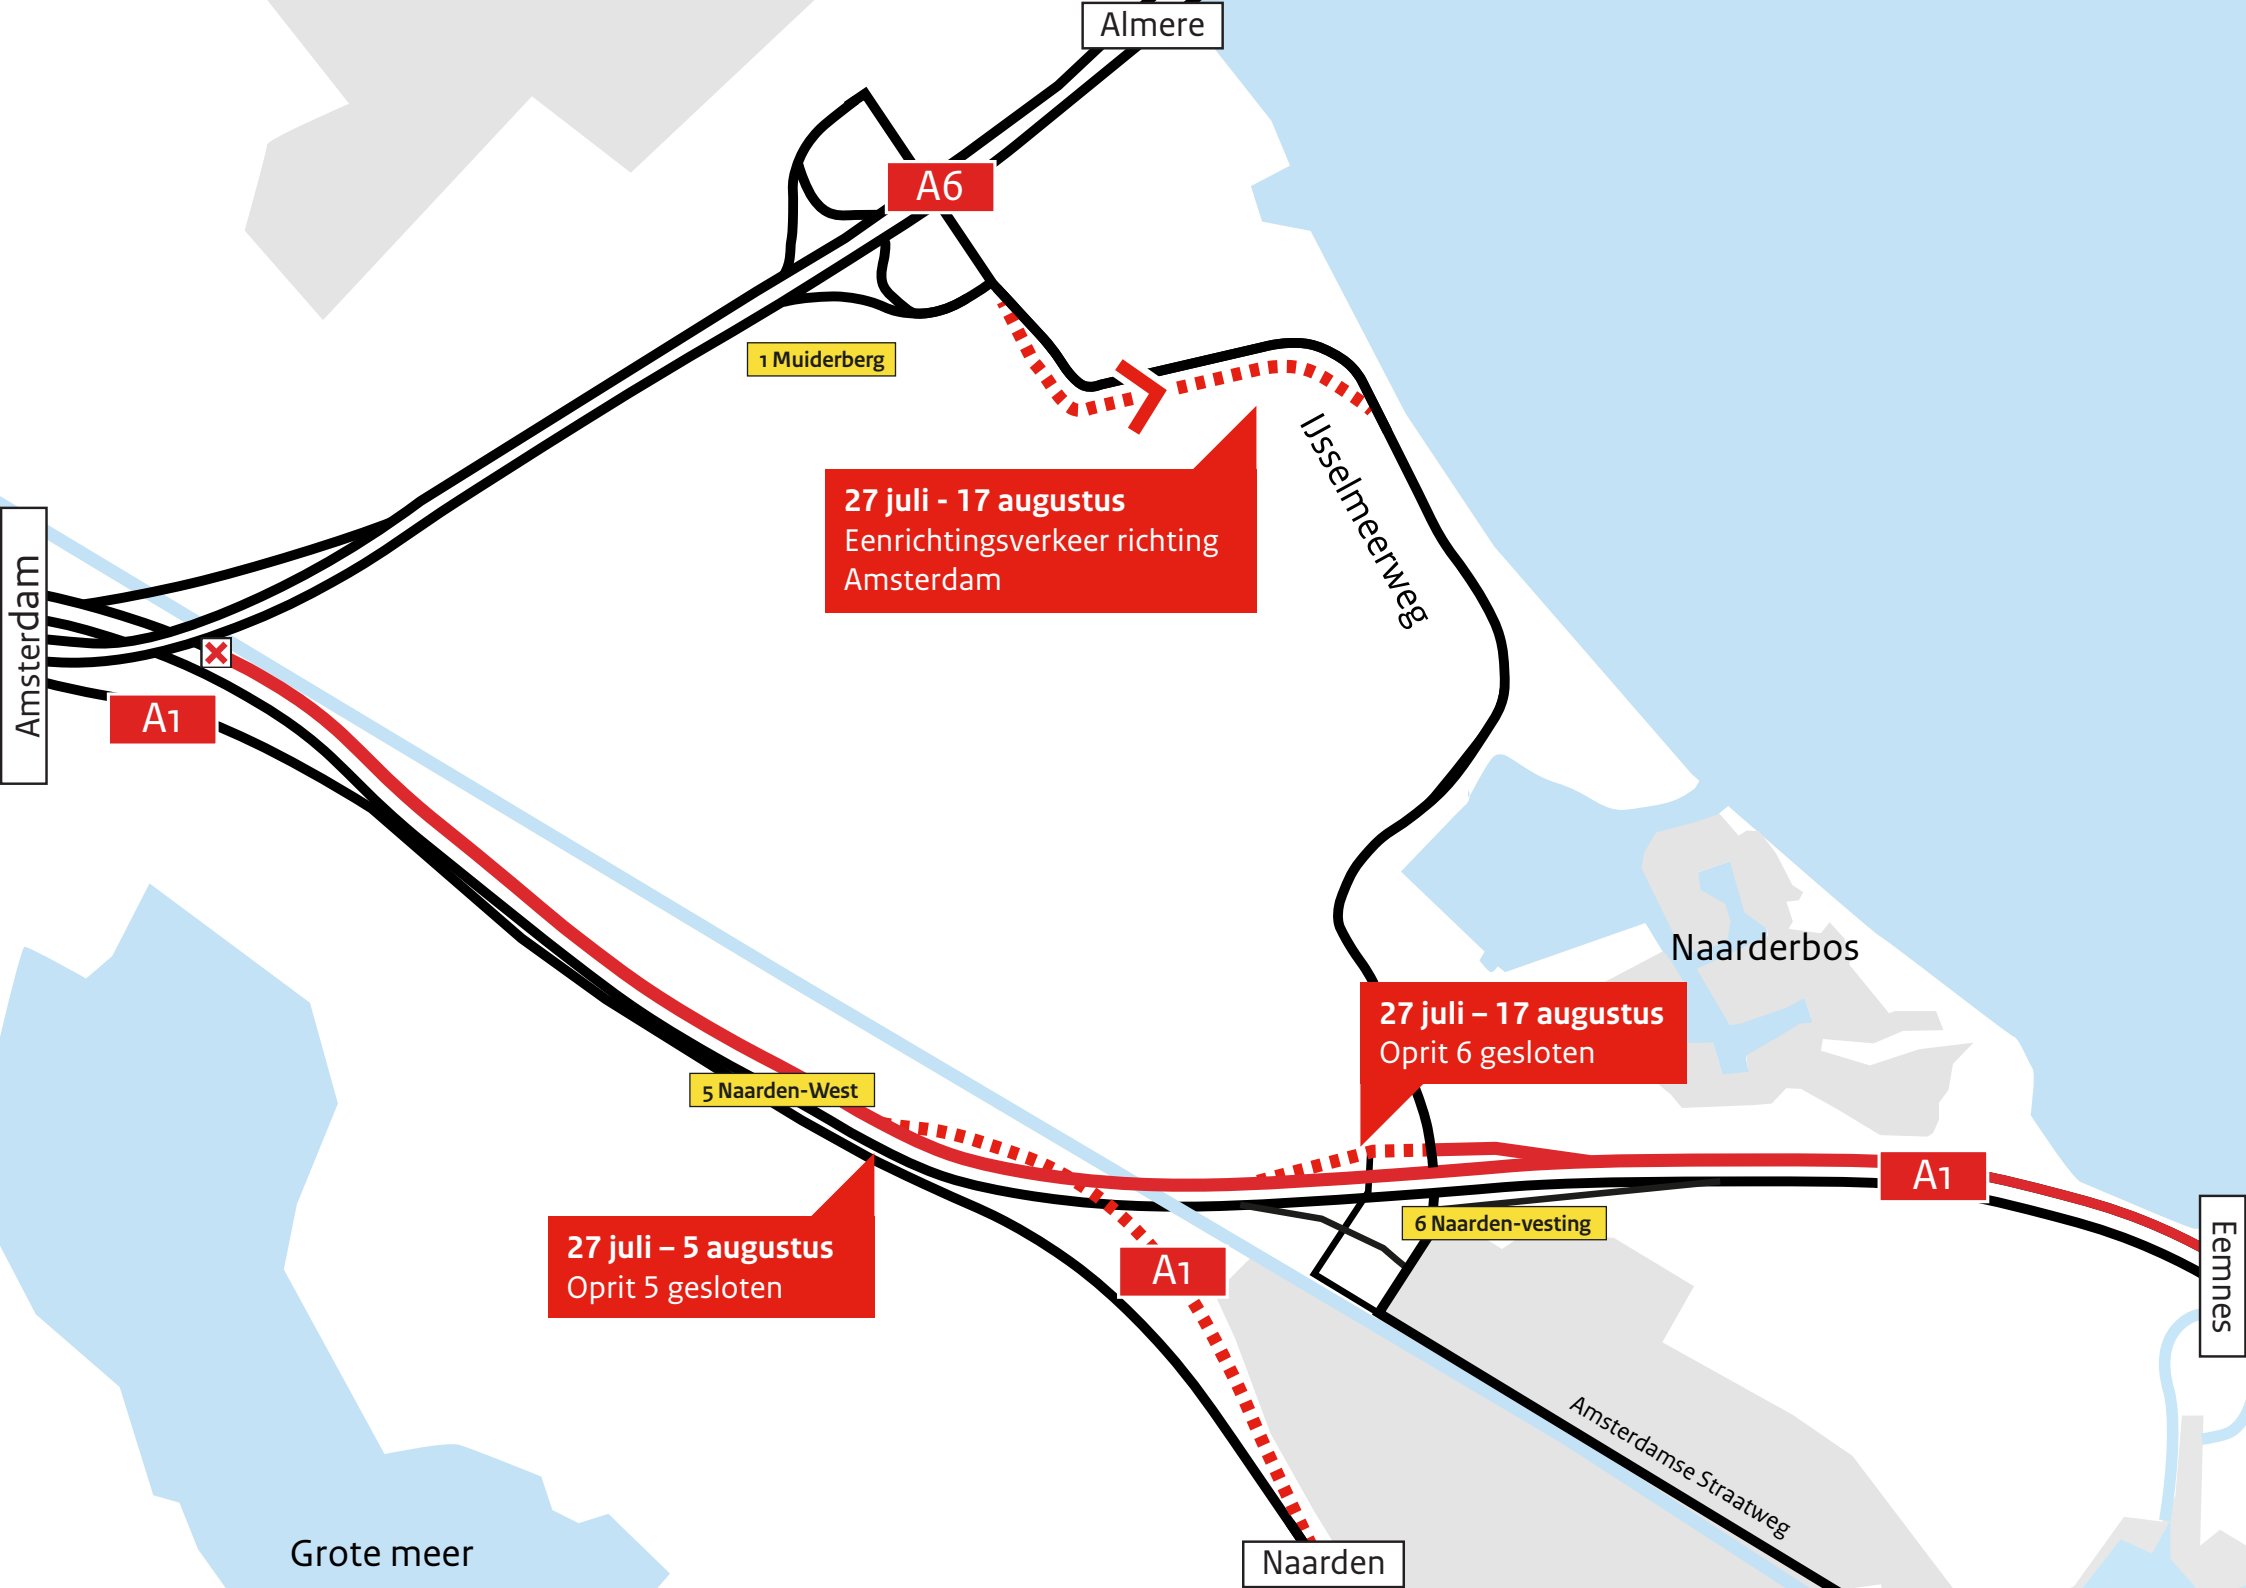 Almere
A6
1 Muiderberg
27 juli - 17 augustus
Eenrichtingsverkeer richting
Amsterdam
IJsselmeerweg
Amsterdam
A1
Naarderbos
27 juli – 17 augustus
Oprit 6 gesloten
5 Naarden-West
A1
6 Naarden-vesting
Eemnes
27 juli – 5 augustus
Oprit 5 gesloten
A1
Amsterdamse Straatweg
Grote meer
Naarden